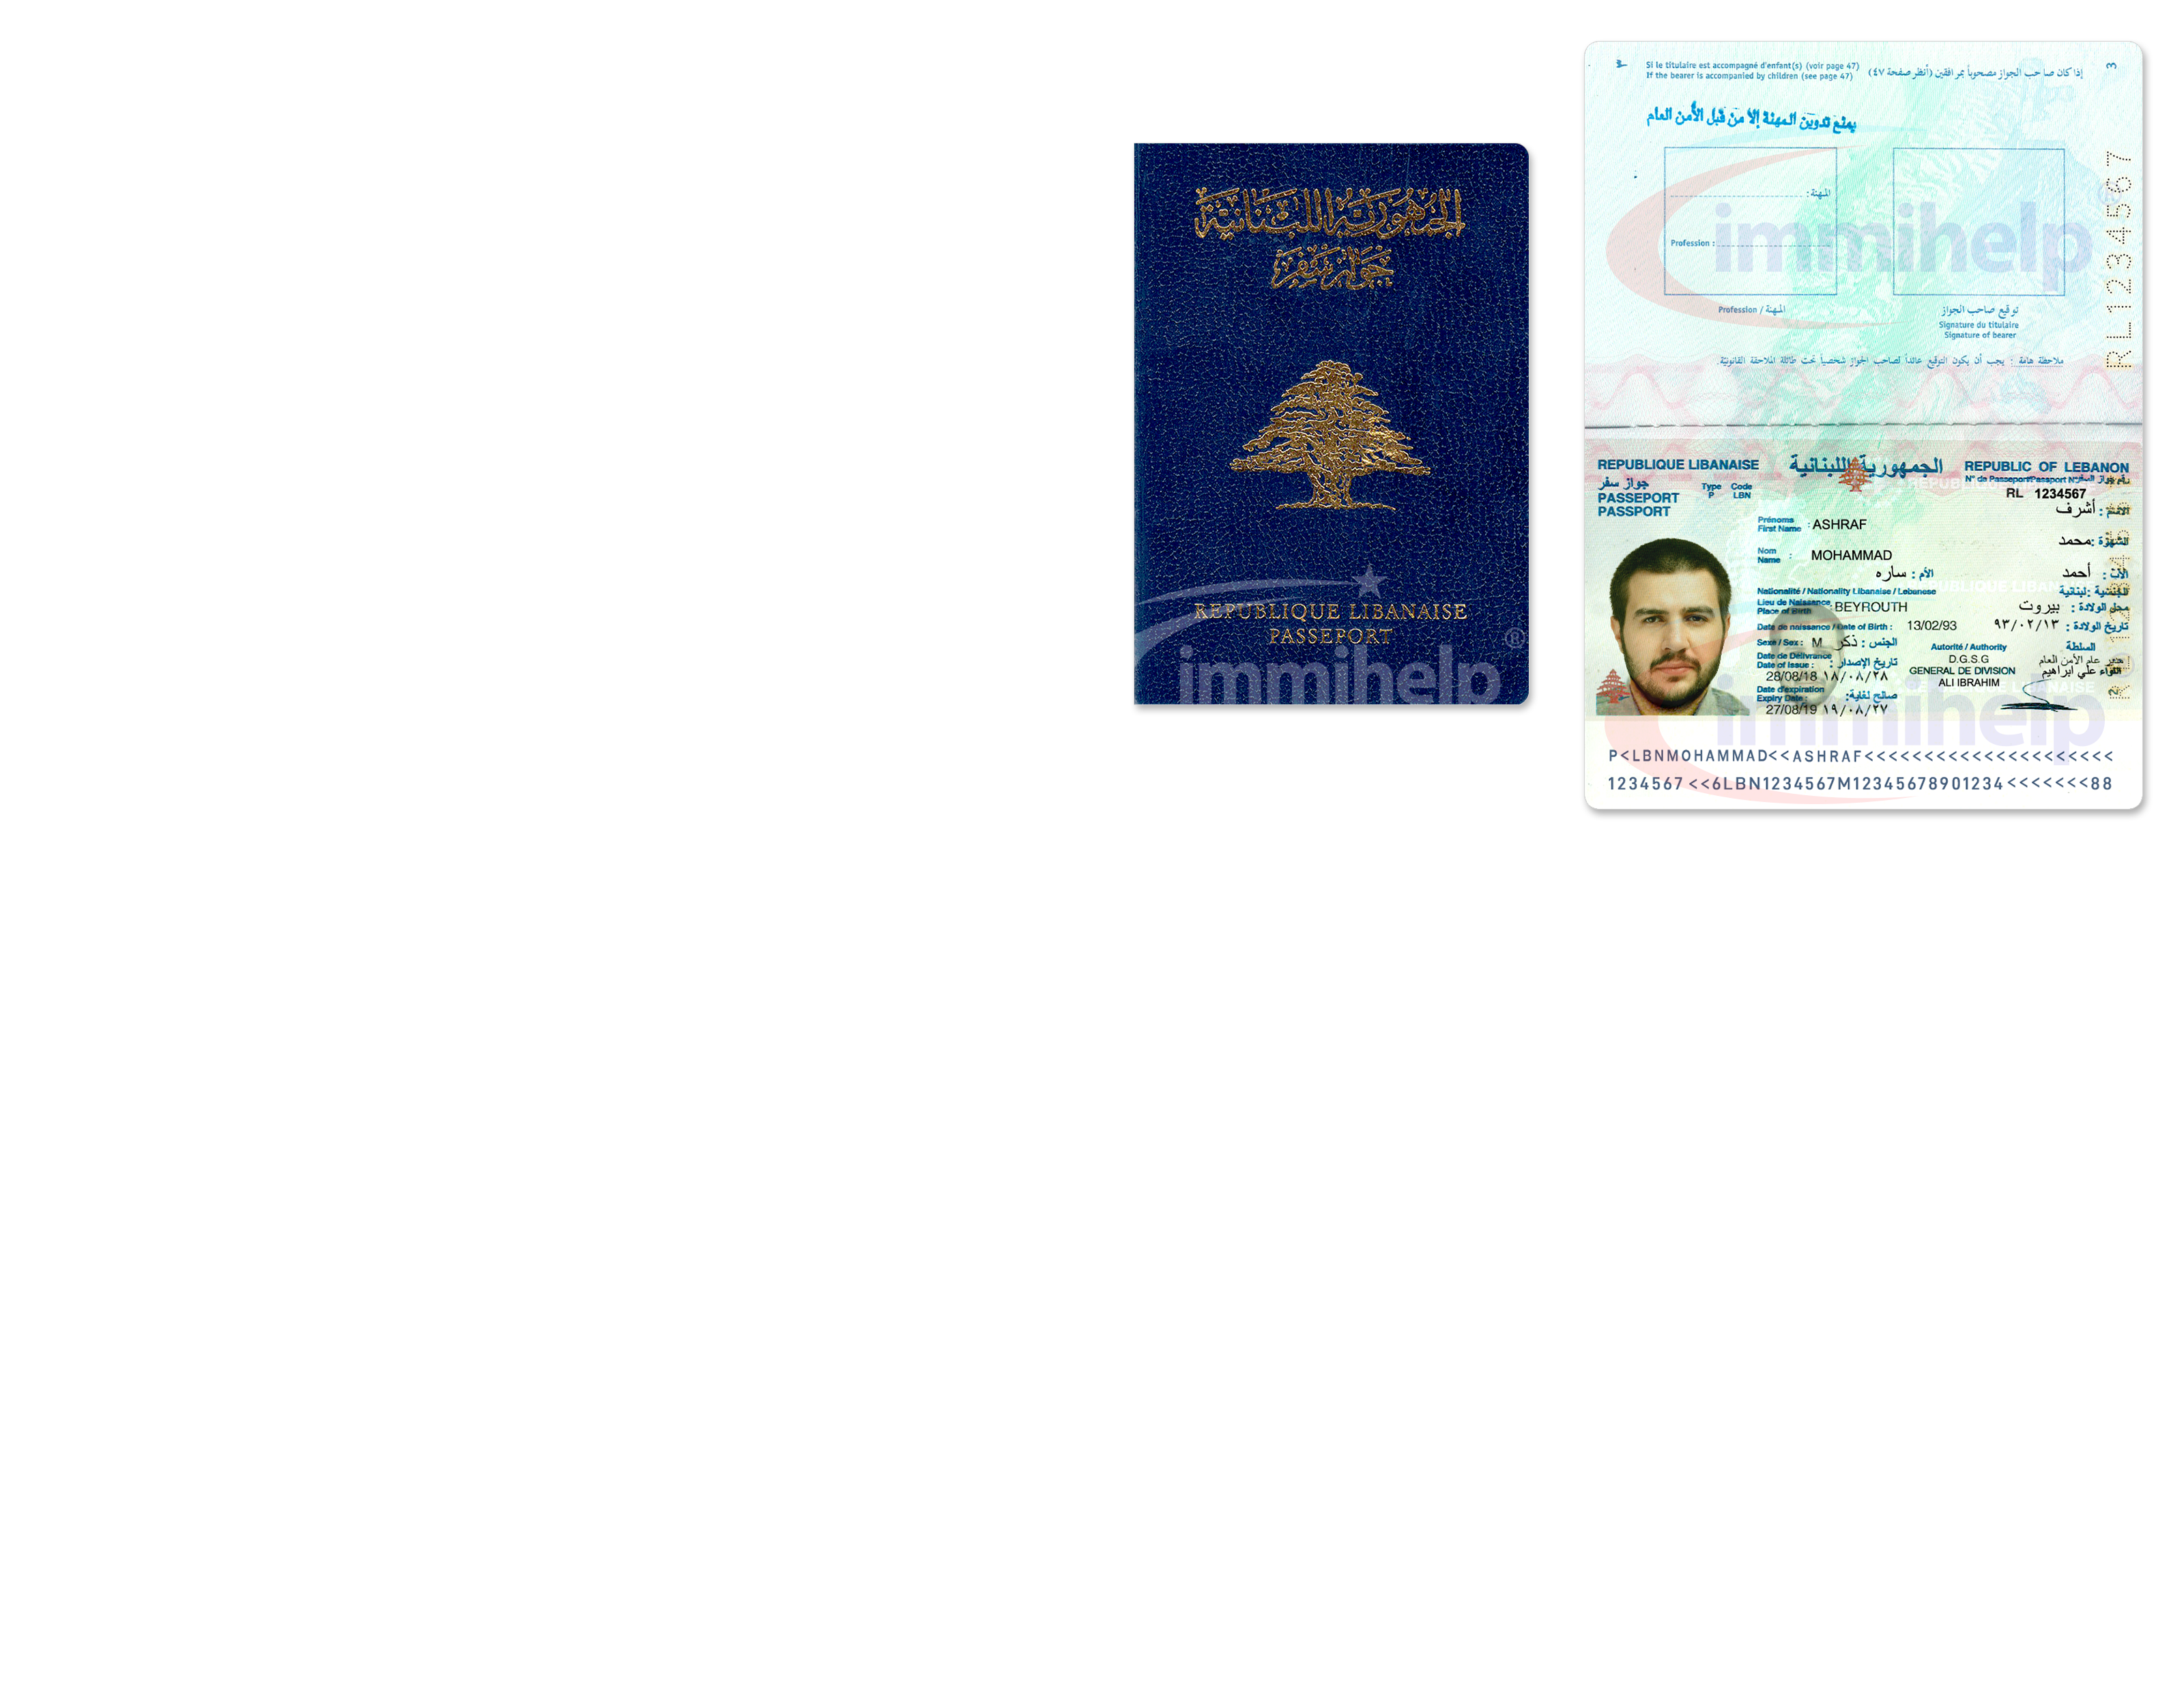 الجمهورية اللبنانية
جواز سفر
REPUBLIQUE LIBANAISE
PASSEPORT
immihelp
®
Si le titulaire est accompagné d'enfant(s) (voir page 47)
If the bearer is accompanied by children (see page 47)
إذا كان صاحب الجواز مصحوباً بمرافقين (أنظر صفحة ٤٧)
3
يمنع تدوين المهنة إلا من قبل الأمن العام
المهنة :
Profession :
immihelp
RL1234567
Profession / المهنة
توقيع صاحب الجواز
Signature du titulaire
Signature of bearer
ملاحظة هامة : يجب أن يكون التوقيع عائداً لصاحب الجواز شخصياً تحت طائلة الملاحقة القانونية.
REPUBLIQUE LIBANAISE الجمهورية اللبنانية REPUBLIC OF LEBANON
جواز سفر
PASSEPORT
PASSPORT
Type Code
P LBN
N° de Passeport/Passport N° رقم جواز السفر
RL 1234567
الاسم : أشرف
Prénoms
First Name : ASHRAF
الشهرة : محمد
Nom
Name : MOHAMMAD
الأب : أحمد الأم : ساره
Nationalité / Nationality Libanaise / Lebanese الجنسية : لبنانية
Lieu de Naissance
Place of Birth BEYROUTH محل الولادة : بيروت
Date de naissance / Date of Birth : 13/02/93 تاريخ الولادة : ٩٣/٠٢/١٣
Sexe / Sex : M الجنس : ذكر
Autorité / Authority السلطة
Date de Délivrance
Date of Issue : تاريخ الإصدار :
28/08/18 ١٨/٠٨/٢٨
D.G.S.G
GENERAL DE DIVISION
ALI IBRAHIM
مدير عام الأمن العام
اللواء علي ابراهيم
Date d'expiration
Expiry Date : صالح لغاية:
27/08/19 ١٩/٠٨/٢٧
immihelp
P<LBNMOHAMMAD<<ASHRAF<<<<<<<<<<<<<<<<<<<<<
1234567<<6LBN1234567M12345678901234<<<<<<<88